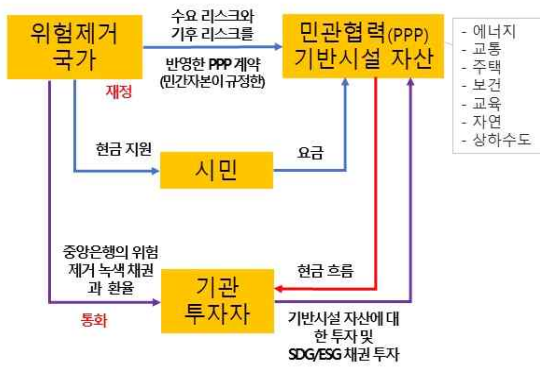 위험제거
국가
수요 리스크와
기후 리스크를
반영한 PPP 계약
(민간자본이 규정한)
재정
민관협력(PPP)
기반시설 자산
- 에너지
- 교통
- 주택
- 보건
- 교육
- 자연
- 상하수도
현금 지원
시민
요금
중앙은행의 위험
제거 녹색 채권
과 환율
통화
기관
투자자
현금 흐름
기반시설 자산에 대
한 투자 및
SDG/ESG 채권 투자